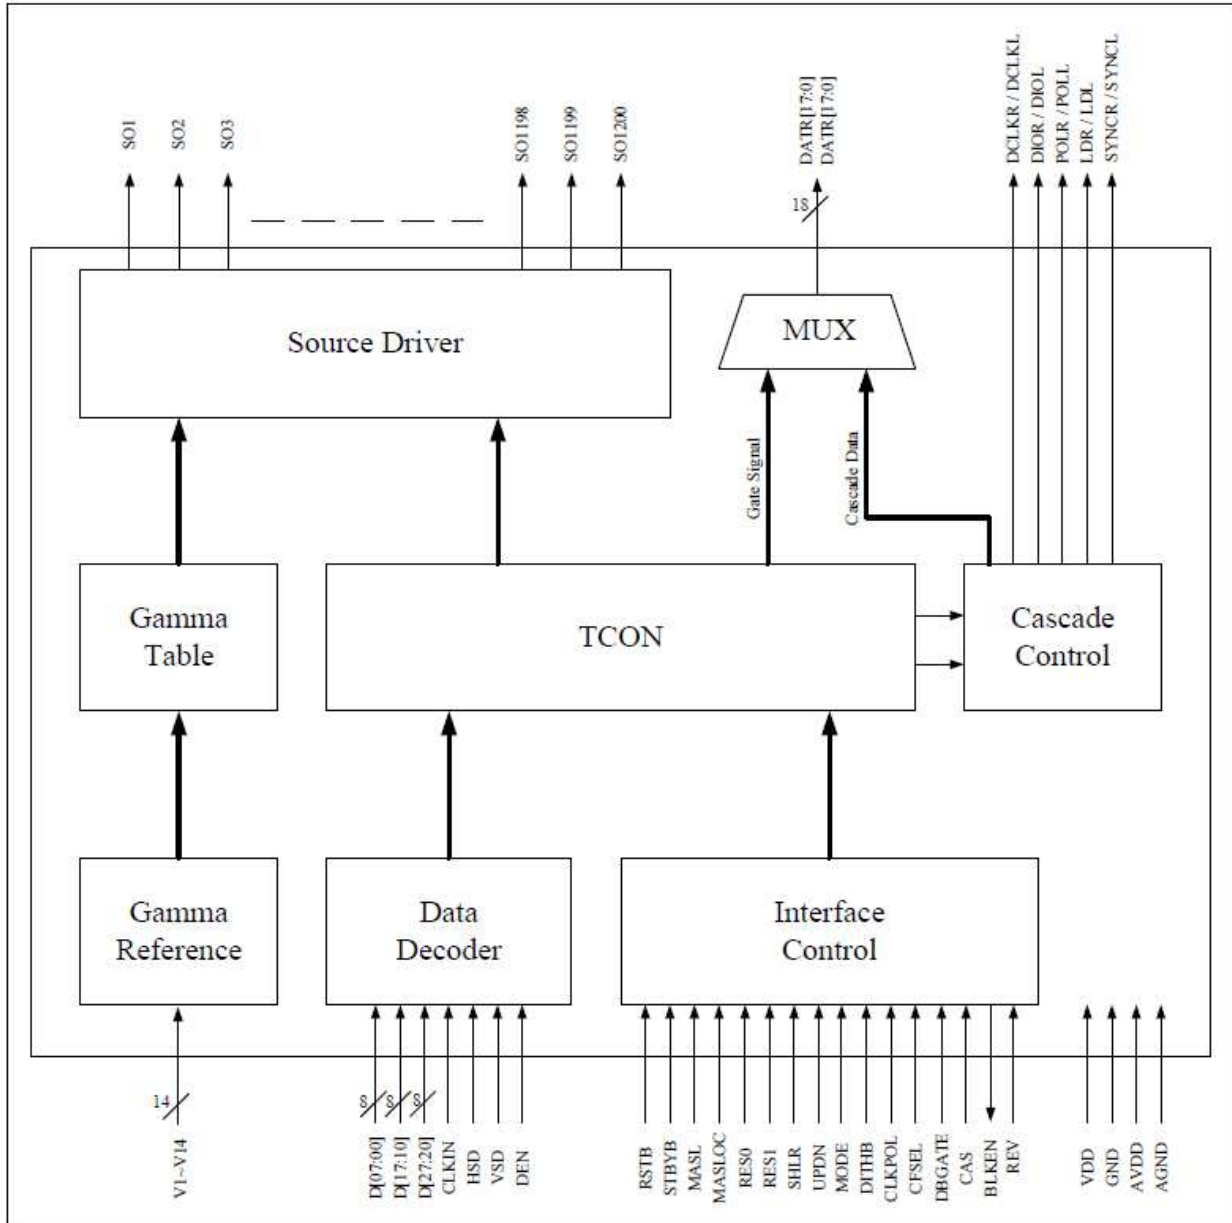 SO1
SO2
SO3
SO1198
SO1199
SO1200
DATR[17:0]
DATR[17:0]
18
DCLKR / DCLKL
DIOR / DIOL
POLR / POLL
LDR / LDL
SYNCR / SYNCL
Source Driver
MUX
Gate Signal
Cascade Data
Gamma
Table
TCON
Cascade
Control
Gamma
Reference
Data
Decoder
Interface
Control
14
V1~V14
8
8
8
D[07:00]
D[17:10]
D[27:20]
CLKIN
HSD
VSD
DEN
RSTB
STBYB
MASL
MASLOC
RES0
RES1
SHLR
UPDN
MODE
DITHB
CLKPOL
CFSEL
DBGATE
CAS
BLKEN
REV
VDD
GND
AVDD
AGND